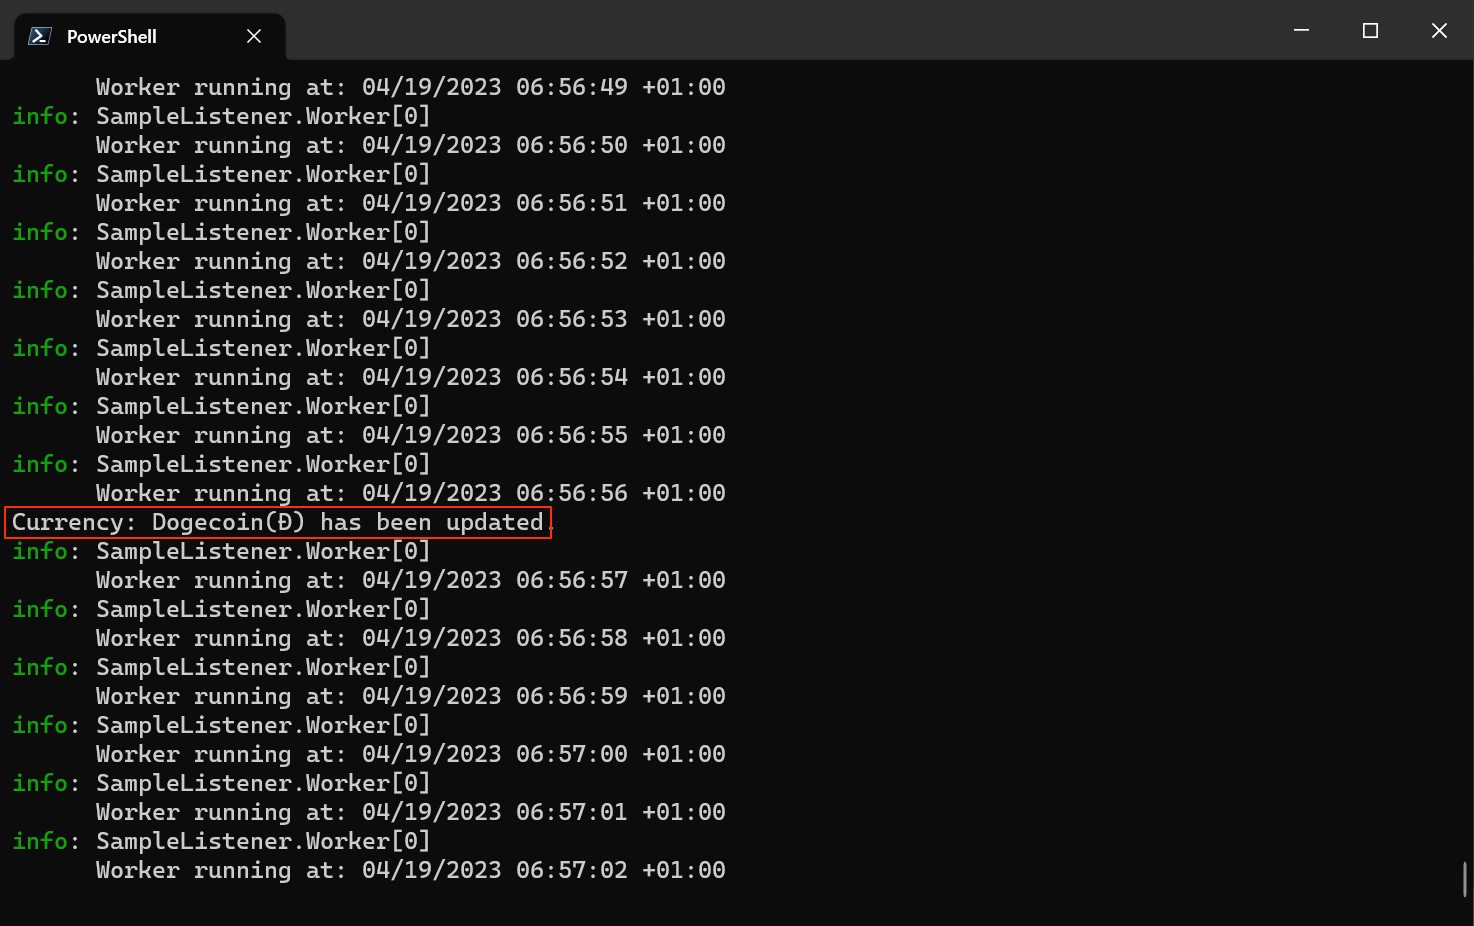 PowerShell
Worker running at: 04/19/2023 06:56:49 +01:00
info: SampleListener.Worker[0]
Worker running at: 04/19/2023 06:56:50 +01:00
info: SampleListener.Worker[0]
Worker running at: 04/19/2023 06:56:51 +01:00
info: SampleListener.Worker[0]
Worker running at: 04/19/2023 06:56:52 +01:00
info: SampleListener.Worker[0]
Worker running at: 04/19/2023 06:56:53 +01:00
info: SampleListener.Worker[0]
Worker running at: 04/19/2023 06:56:54 +01:00
info: SampleListener.Worker[0]
Worker running at: 04/19/2023 06:56:55 +01:00
info: SampleListener.Worker[0]
Worker running at: 04/19/2023 06:56:56 +01:00
Currency: Dogecoin(Ð) has been updated.
info: SampleListener.Worker[0]
Worker running at: 04/19/2023 06:56:57 +01:00
info: SampleListener.Worker[0]
Worker running at: 04/19/2023 06:56:58 +01:00
info: SampleListener.Worker[0]
Worker running at: 04/19/2023 06:56:59 +01:00
info: SampleListener.Worker[0]
Worker running at: 04/19/2023 06:57:00 +01:00
info: SampleListener.Worker[0]
Worker running at: 04/19/2023 06:57:01 +01:00
info: SampleListener.Worker[0]
Worker running at: 04/19/2023 06:57:02 +01:00